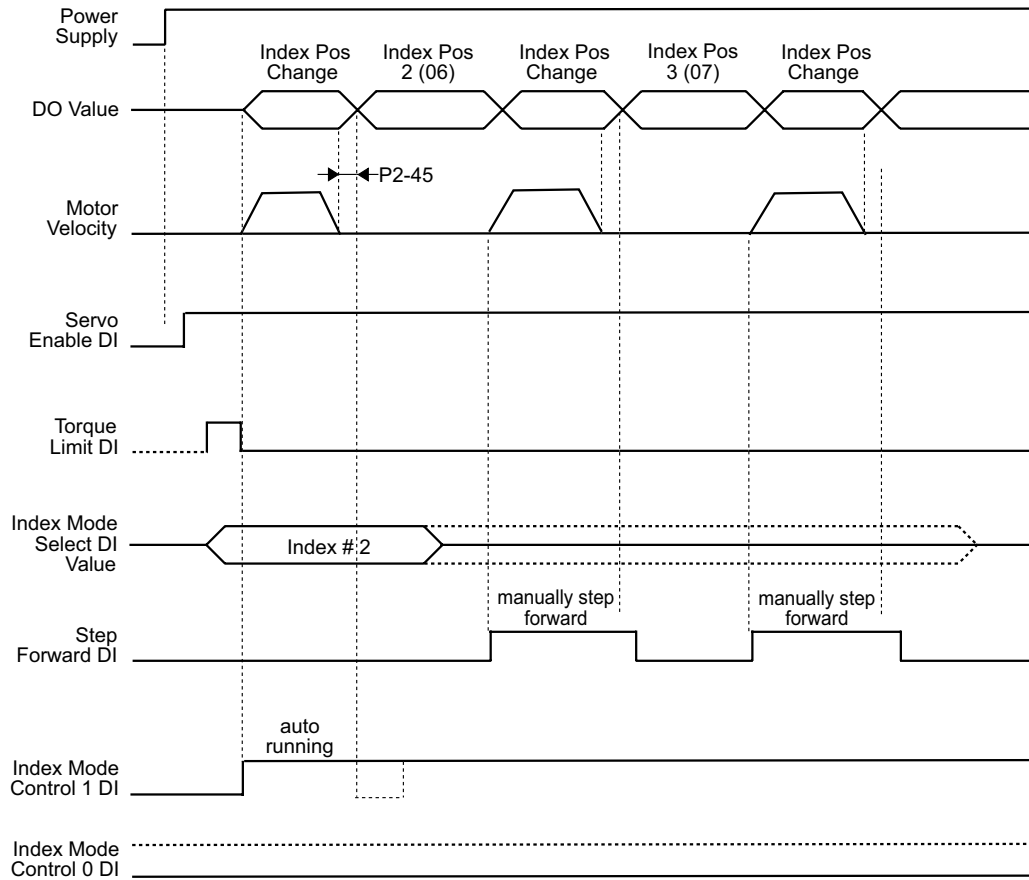 Power
Supply
Index Pos
Change
Index Pos
2 (06)
Index Pos
Change
Index Pos
3 (07)
Index Pos
Change
DO Value
P2-45
Motor
Velocity
Servo
Enable DI
Torque
Limit DI
Index Mode
Select DI
Value
Index # 2
manually step
forward
manually step
forward
Step
Forward DI
auto
running
Index Mode
Control 1 DI
Index Mode
Control 0 DI